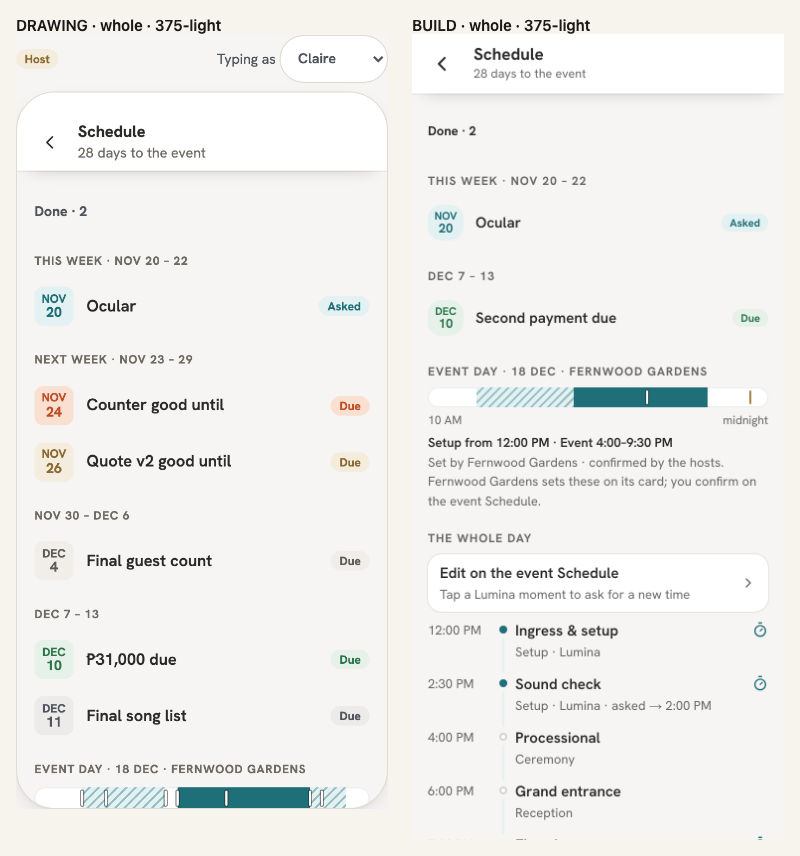 DRAWING · whole · 375-light
Host
Typing as
Claire
Schedule
28 days to the event
Done · 2
THIS WEEK · NOV 20 – 22
NOV
20
Ocular
Asked
NEXT WEEK · NOV 23 – 29
NOV
24
Counter good until
Due
NOV
26
Quote v2 good until
Due
NOV 30 – DEC 6
DEC
4
Final guest count
Due
DEC 7 – 13
DEC
10
₱31,000 due
Due
DEC
11
Final song list
Due
EVENT DAY · 18 DEC · FERNWOOD GARDENS
BUILD · whole · 375-light
Schedule
28 days to the event
Done · 2
THIS WEEK · NOV 20 – 22
NOV
20
Ocular
Asked
DEC 7 – 13
DEC
10
Second payment due
Due
EVENT DAY · 18 DEC · FERNWOOD GARDENS
10 AM
midnight
Setup from 12:00 PM · Event 4:00–9:30 PM
Set by Fernwood Gardens · confirmed by the hosts.
Fernwood Gardens sets these on its card; you confirm on
the event Schedule.
THE WHOLE DAY
Edit on the event Schedule
Tap a Lumina moment to ask for a new time
12:00 PM
Ingress & setup
Setup · Lumina
2:30 PM
Sound check
Setup · Lumina · asked → 2:00 PM
4:00 PM
Processional
Ceremony
6:00 PM
Grand entrance
Reception